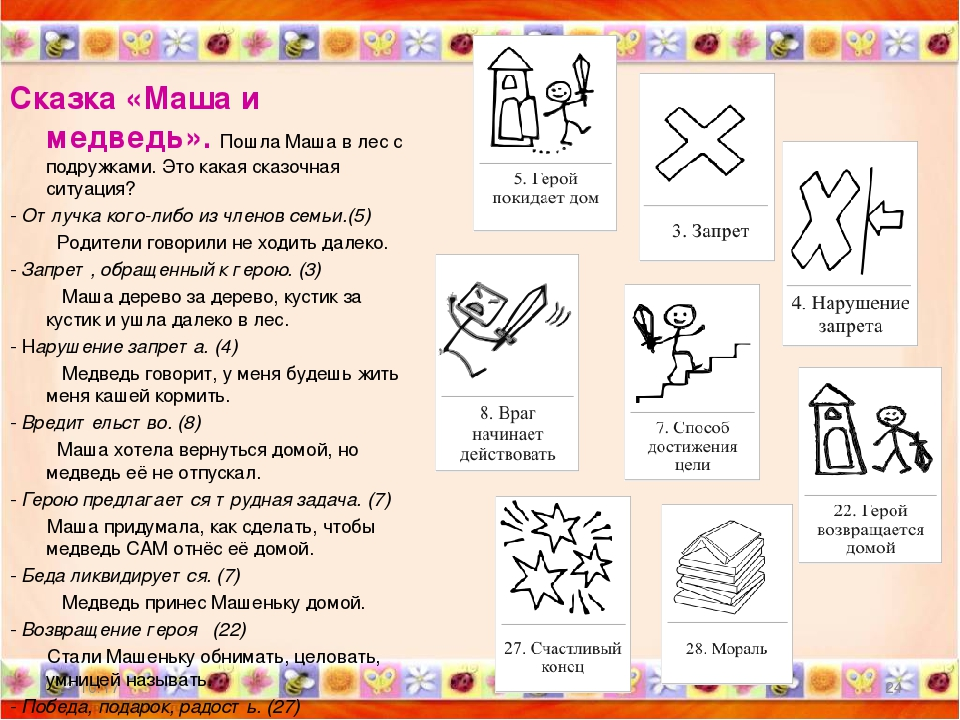 Сказка «Маша и
медведь». Пошла Маша в лес с
подружками. Это какая сказочная
ситуация?
- Отлучка кого-либо из членов семьи.(5)
Родители говорили не ходить далеко.
- Запрет, обращенный к герою. (3)
Маша дерево за дерево, кустик за
кустик и ушла далеко в лес.
- Нарушение запрета. (4)
Медведь говорит, у меня будешь жить
меня кашей кормить.
- Вредительство. (8)
Маша хотела вернуться домой, но
медведь её не отпускал.
- Герою предлагается трудная задача. (7)
Маша придумала, как сделать, чтобы
медведь САМ отнёс её домой.
- Беда ликвидируется. (7)
Медведь принес Машеньку домой.
- Возвращение героя (22)
Стали Машеньку обнимать, целовать,
умницей называть.
- Победа, подарок, радость. (27)
5. Герой
покидает дом
3. Запрет
4. Нарушение
запрета
8. Враг
начинает
действовать
7. Способ
достижения
цели
22. Герой
возвращается
домой
27. Счастливый
конец
28. Мораль
24